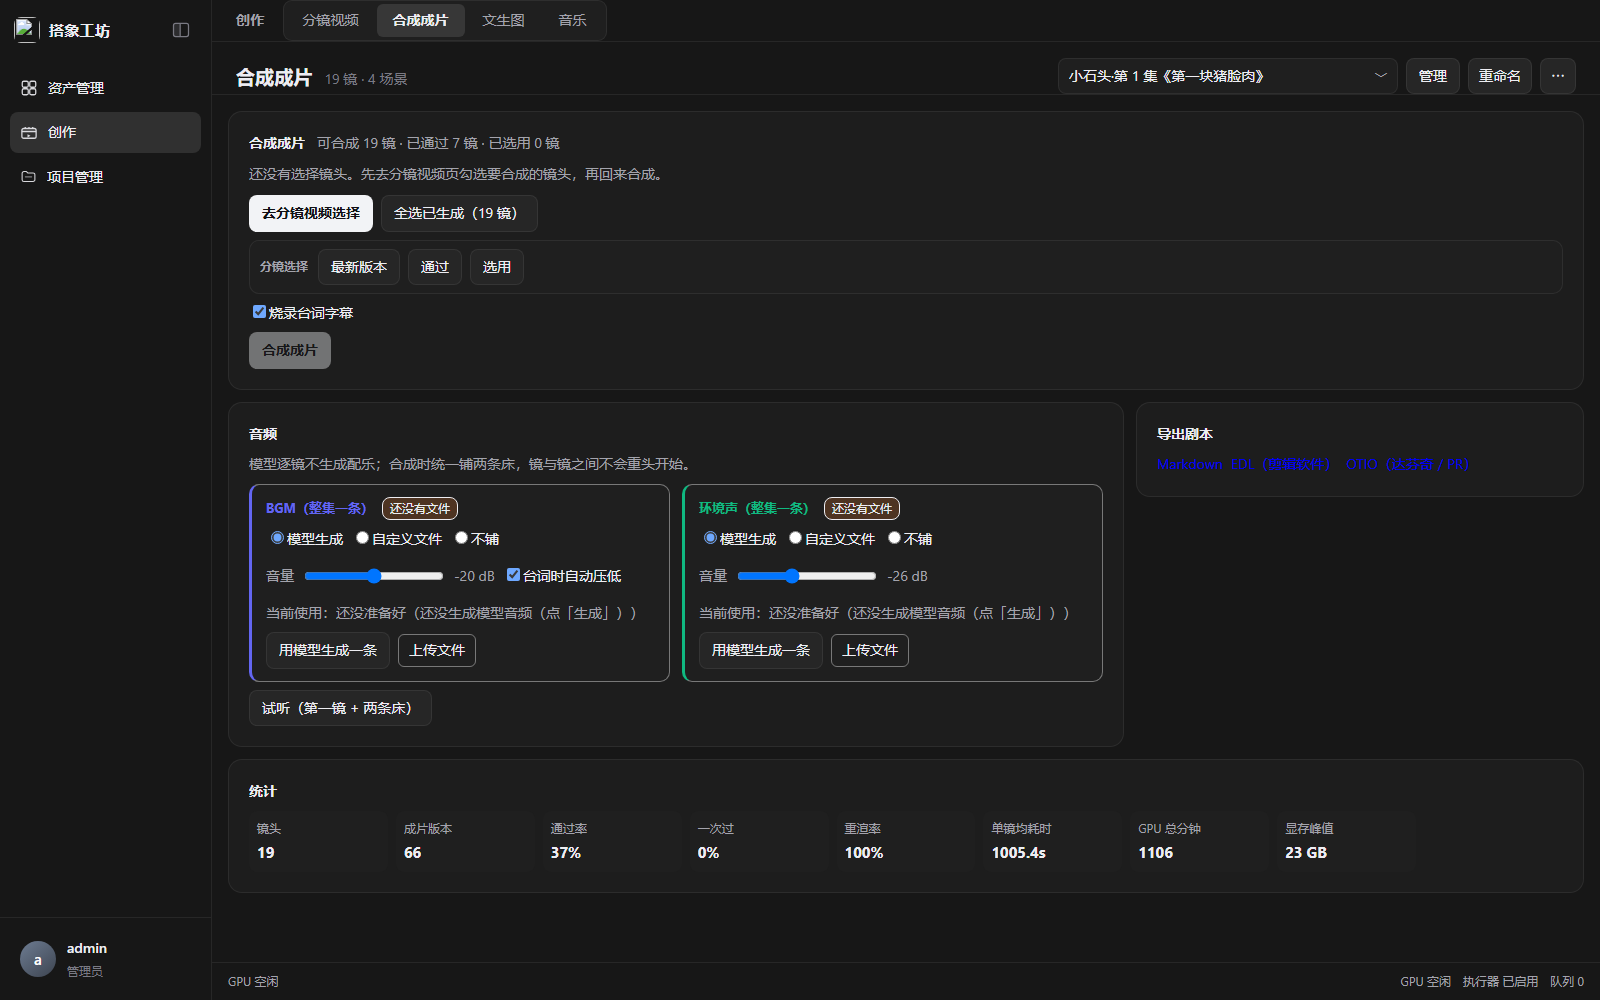 搭象工坊
资产管理
创作
项目管理
admin
a
管理员
创作 分镜视频 合成成片 文生图 音乐
合成成片 19 镜 · 4 场景
小石头·第 1 集《第一块猪脸肉》 管理 重命名 ···
合成成片 可合成 19 镜 · 已通过 7 镜 · 已选用 0 镜
还没有选择镜头。先去分镜视频页勾选要合成的镜头，再回来合成。
去分镜视频选择 全选已生成（19 镜）
分镜选择 最新版本 通过 选用
烧录台词字幕
合成成片
音频
模型逐镜不生成配乐；合成时统一铺两条床，镜与镜之间不会重头开始。
BGM（整集一条） 还没有文件
模型生成 自定义文件 不铺
音量 -20 dB 台词时自动压低
当前使用：还没准备好（还没生成模型音频（点「生成」））
用模型生成一条 上传文件
环境声（整集一条） 还没有文件
模型生成 自定义文件 不铺
音量 -26 dB
当前使用：还没准备好（还没生成模型音频（点「生成」））
用模型生成一条 上传文件
试听（第一镜 + 两条床）
导出剧本
Markdown EDL
统计
镜头 成片版本 通过率 一次过 重渲率 单镜均耗时 GPU 总分钟 显存峰值
19 66 37% 0% 100% 1005.4s 1106 23 GB
GPU 空闲
GPU 空闲 执行器 已启用 队列 0